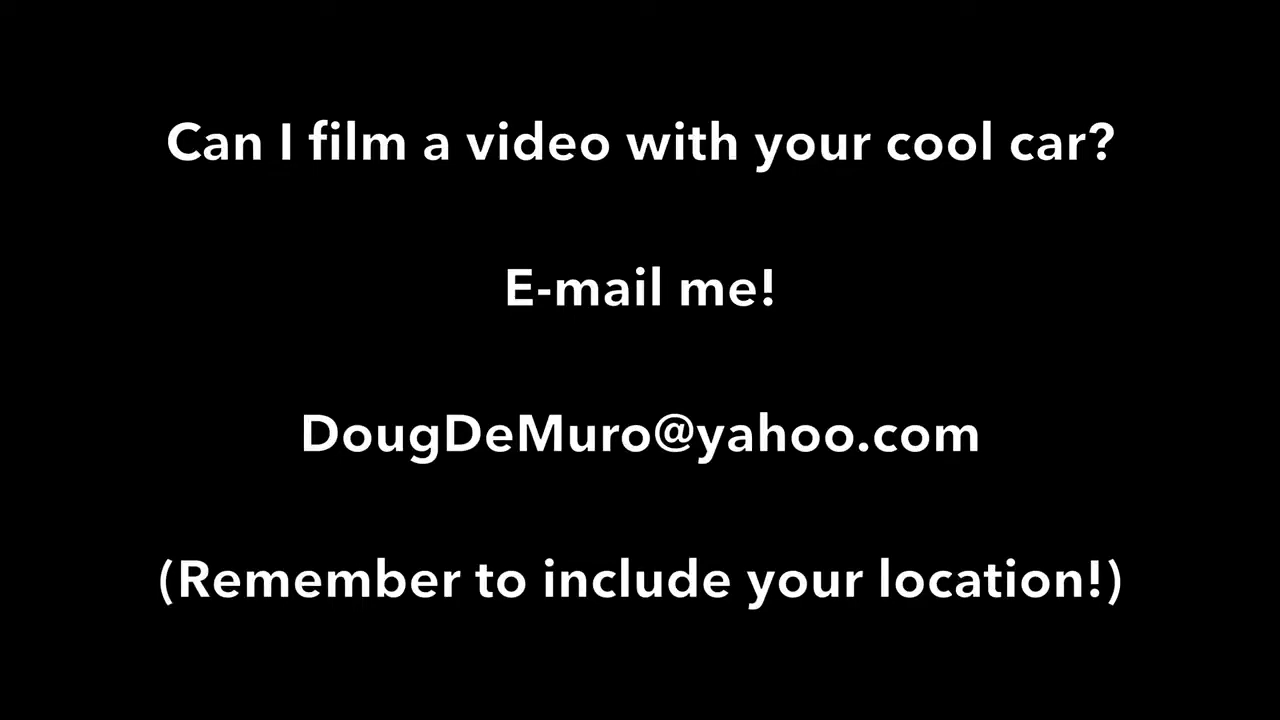 Can I film a video with your cool car?
E-mail me!
DougDeMuro@yahoo.com
(Remember to include your location!)